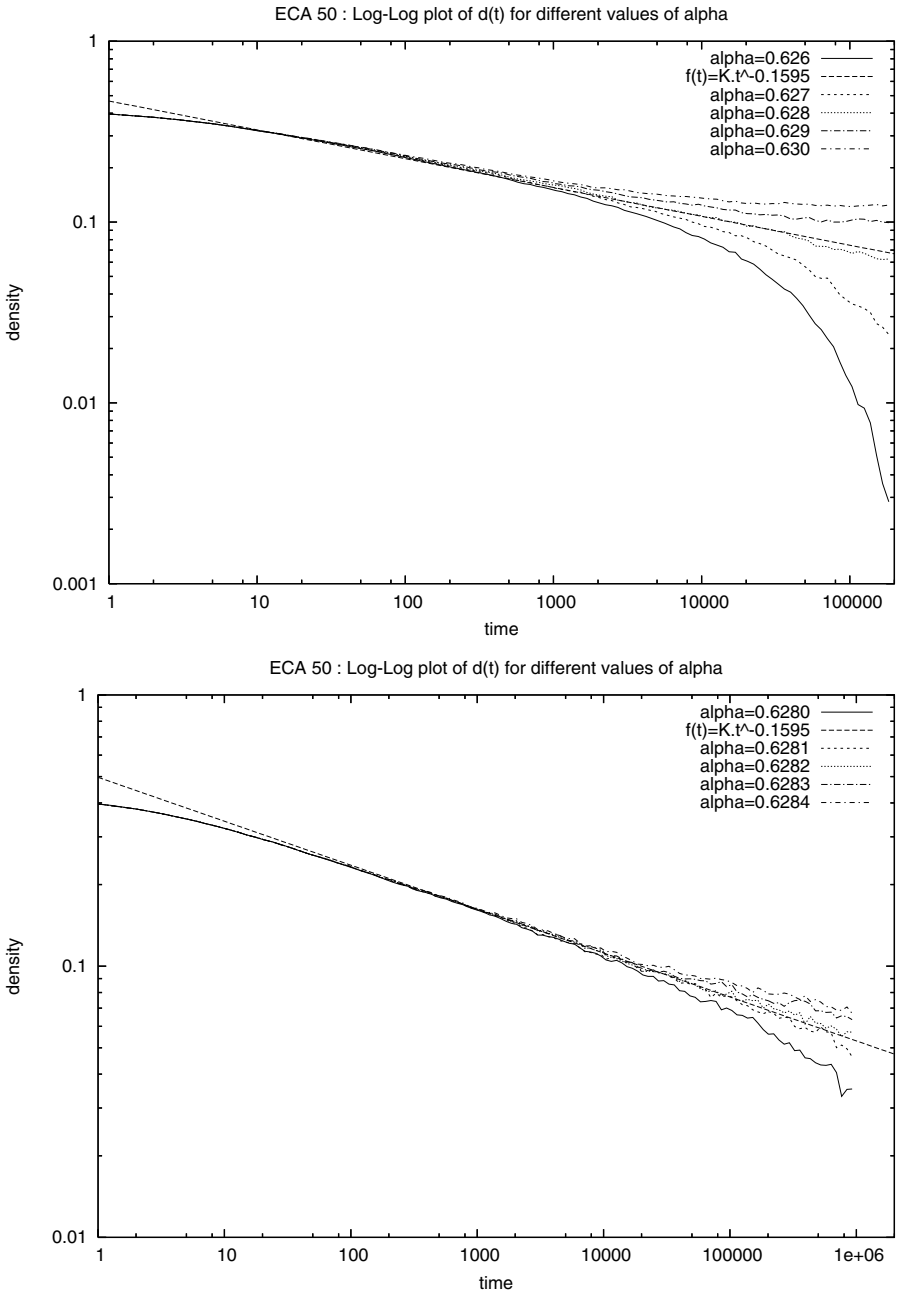 ECA 50 : Log-Log plot of d(t) for different values of alpha
1
0.1
0.01
0.001
density
alpha=0.626
f(t)=K.t^-0.1595
alpha=0.627
alpha=0.628
alpha=0.629
alpha=0.630
1 10 100 1000 10000 100000
time
ECA 50 : Log-Log plot of d(t) for different values of alpha
1
0.1
0.01
density
alpha=0.6280
f(t)=K.t^-0.1595
alpha=0.6281
alpha=0.6282
alpha=0.6283
alpha=0.6284
1 10 100 1000 10000 100000 1e+06
time